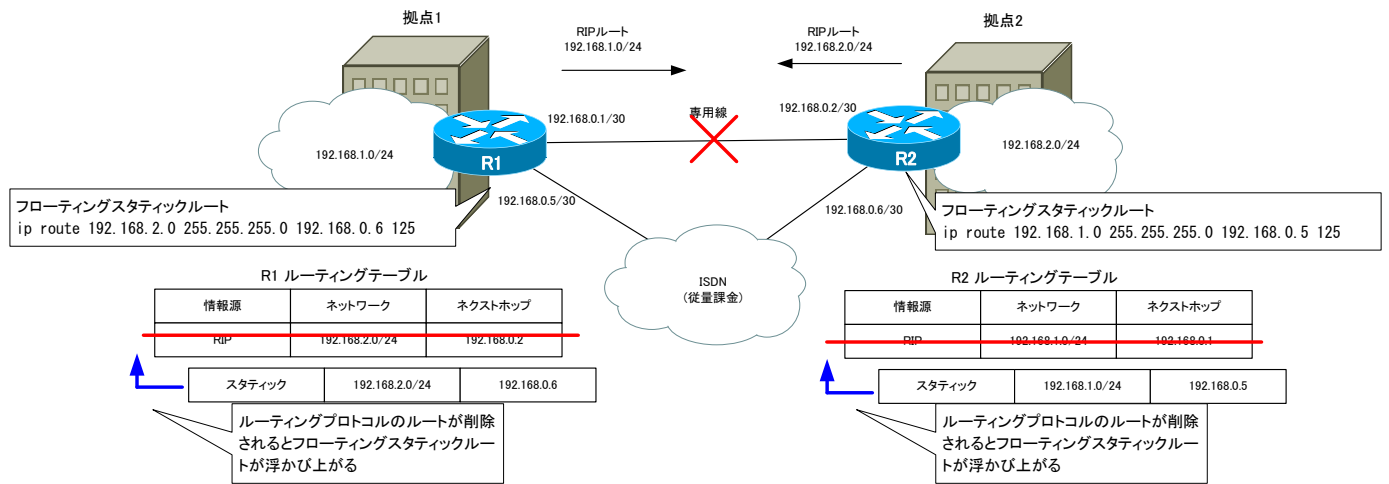 拠点1
拠点2
RIPルート
192.168.1.0/24
RIPルート
192.168.2.0/24
192.168.0.1/30
専用線
192.168.0.2/30
192.168.1.0/24
R1
R2
192.168.2.0/24
192.168.0.5/30
192.168.0.6/30
フローティングスタティックルート
ip route 192.168.2.0 255.255.255.0 192.168.0.6 125
フローティングスタティックルート
ip route 192.168.1.0 255.255.255.0 192.168.0.5 125
ISDN
(従量課金)
R1 ルーティングテーブル
情報源 ネットワーク ネクストホップ
RIP 192.168.2.0/24 192.168.0.2
スタティック 192.168.2.0/24 192.168.0.6
ルーティングプロトコルのルートが削除
されるとフローティングスタティックルー
トが浮かび上がる
R2 ルーティングテーブル
情報源 ネットワーク ネクストホップ
RIP 192.168.1.0/24 192.168.0.1
スタティック 192.168.1.0/24 192.168.0.5
ルーティングプロトコルのルートが削除
されるとフローティングスタティックルー
トが浮かび上がる